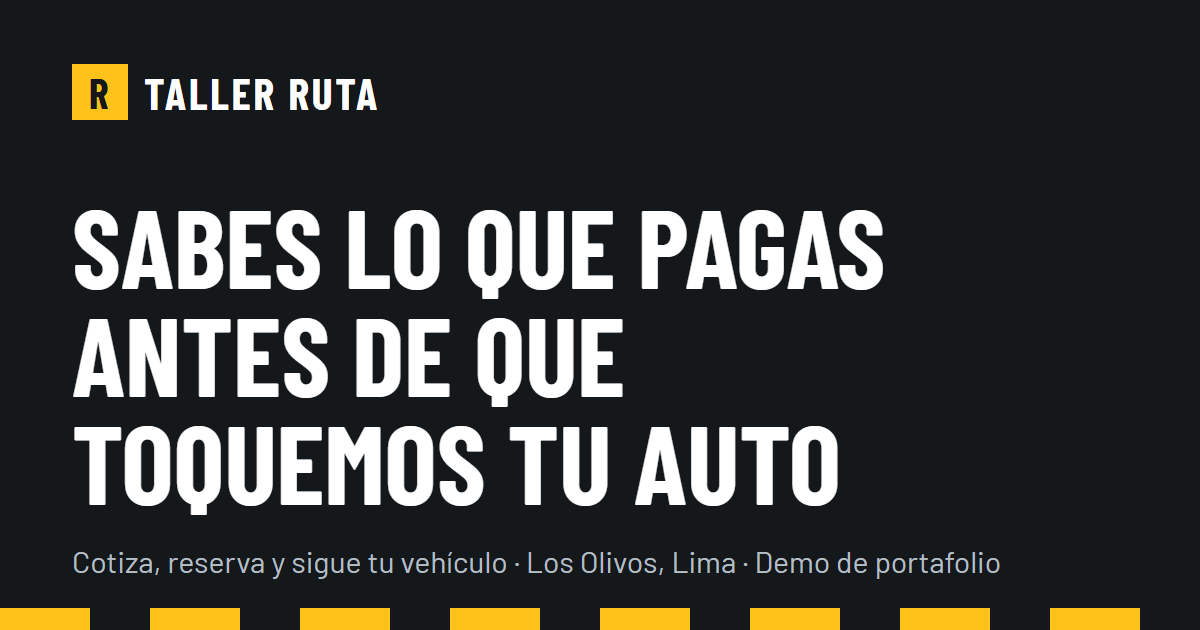 R TALLER RUTA
SABES LO QUE PAGAS
ANTES DE QUE
TOQUEMOS TU AUTO
Cotiza, reserva y sigue tu vehículo · Los Olivos, Lima · Demo de portafolio